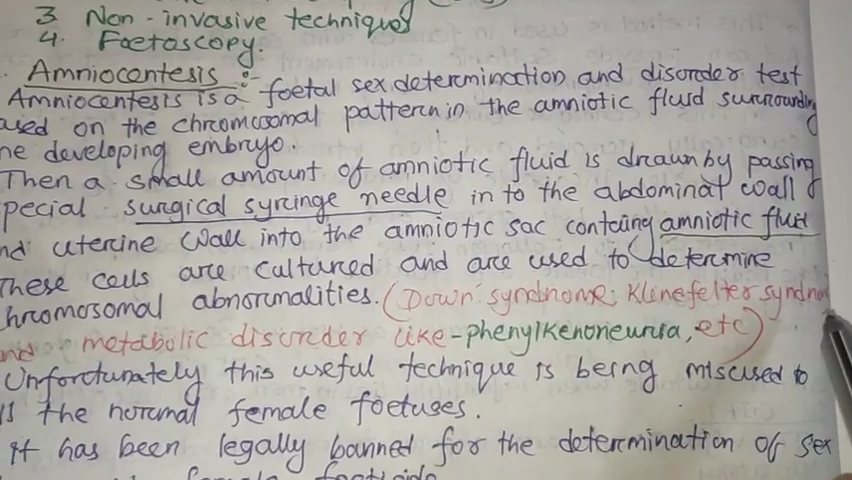 3 Non-invasive techniques
4. Foetoscopy.
Amniocentesis :-
Amniocentesis is a foetal sex determination and disorder test
ased on the chromosomal pattern in the amniotic fluid surrounding
he developing embryo.
Then a small amount of amniotic fluid is drawn by passing
pecial surgical syringe needle in to the abdominal wall
nd uterine wall into the amniotic sac containg amniotic fluid
These cells are cultured and are used to determine
hromosomal abnormalities. (Down syndnome, Klinefelter syndnom
and metabolic disorder like - phenylkenoneuria, etc)
Unfortunately this useful technique is being misused to
ll the normal female foetuses.
it has been legally banned for the determination of sex